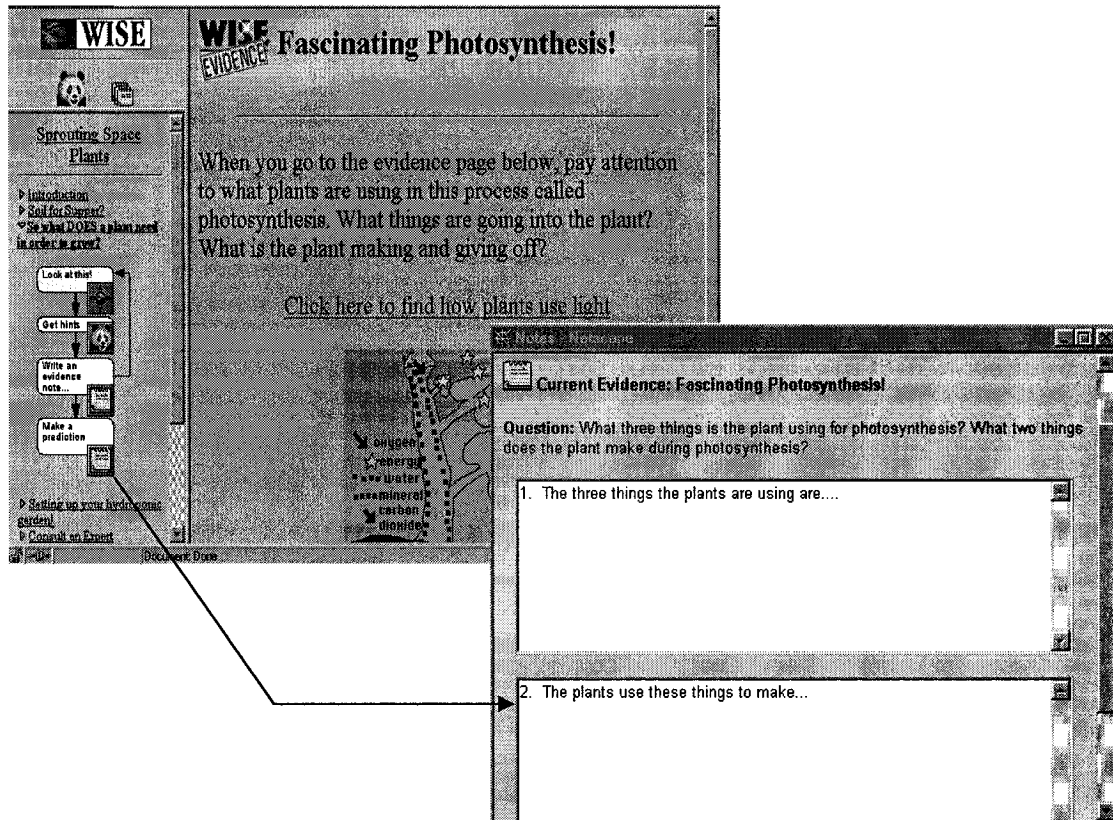 WISE
Sprouting Space
Plants
Introduction
Soil for Supper?
So what DOES a plant need
in order to grow?
Look at this!
Get hints
Write an
evidence
note...
Make a
prediction
Setting up your hydroponic
garden!
Consult an Expert
WISE
EVIDENCE
Fascinating Photosynthesis!
When you go to the evidence page below, pay attention
to what plants are using in this process called
photosynthesis. What things are going into the plant?
What is the plant making and giving off?
Click here to find how plants use light
oxygen
energy
water
mineral
carbon
dioxide
Document: Done
Notes - Netscape
Current Evidence: Fascinating Photosynthesis!
Question: What three things is the plant using for photosynthesis? What two things
does the plant make during photosynthesis?
1. The three things the plants are using are....
2. The plants use these things to make...